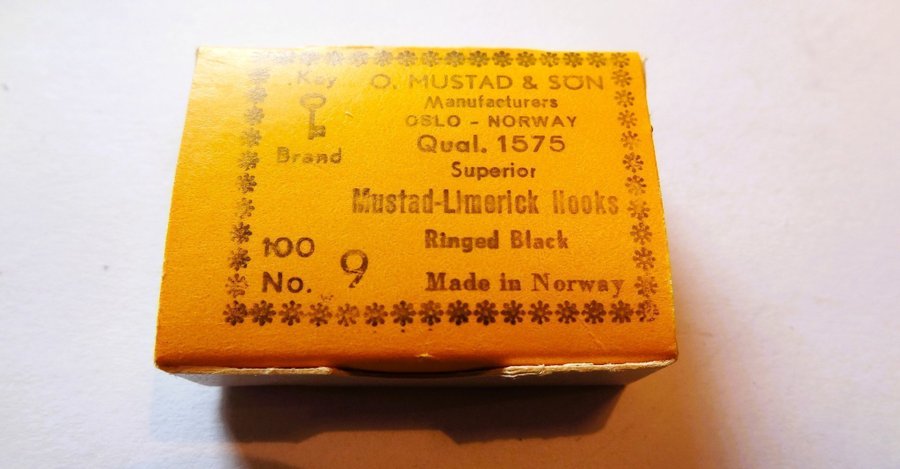 Key
Brand
O. MUSTAD & SÖN
Manufacturers
OSLO - NORWAY
Qual. 1575
Superior
Mustad-Limerick Hooks
Ringed Black
100
No. 9
Made in Norway